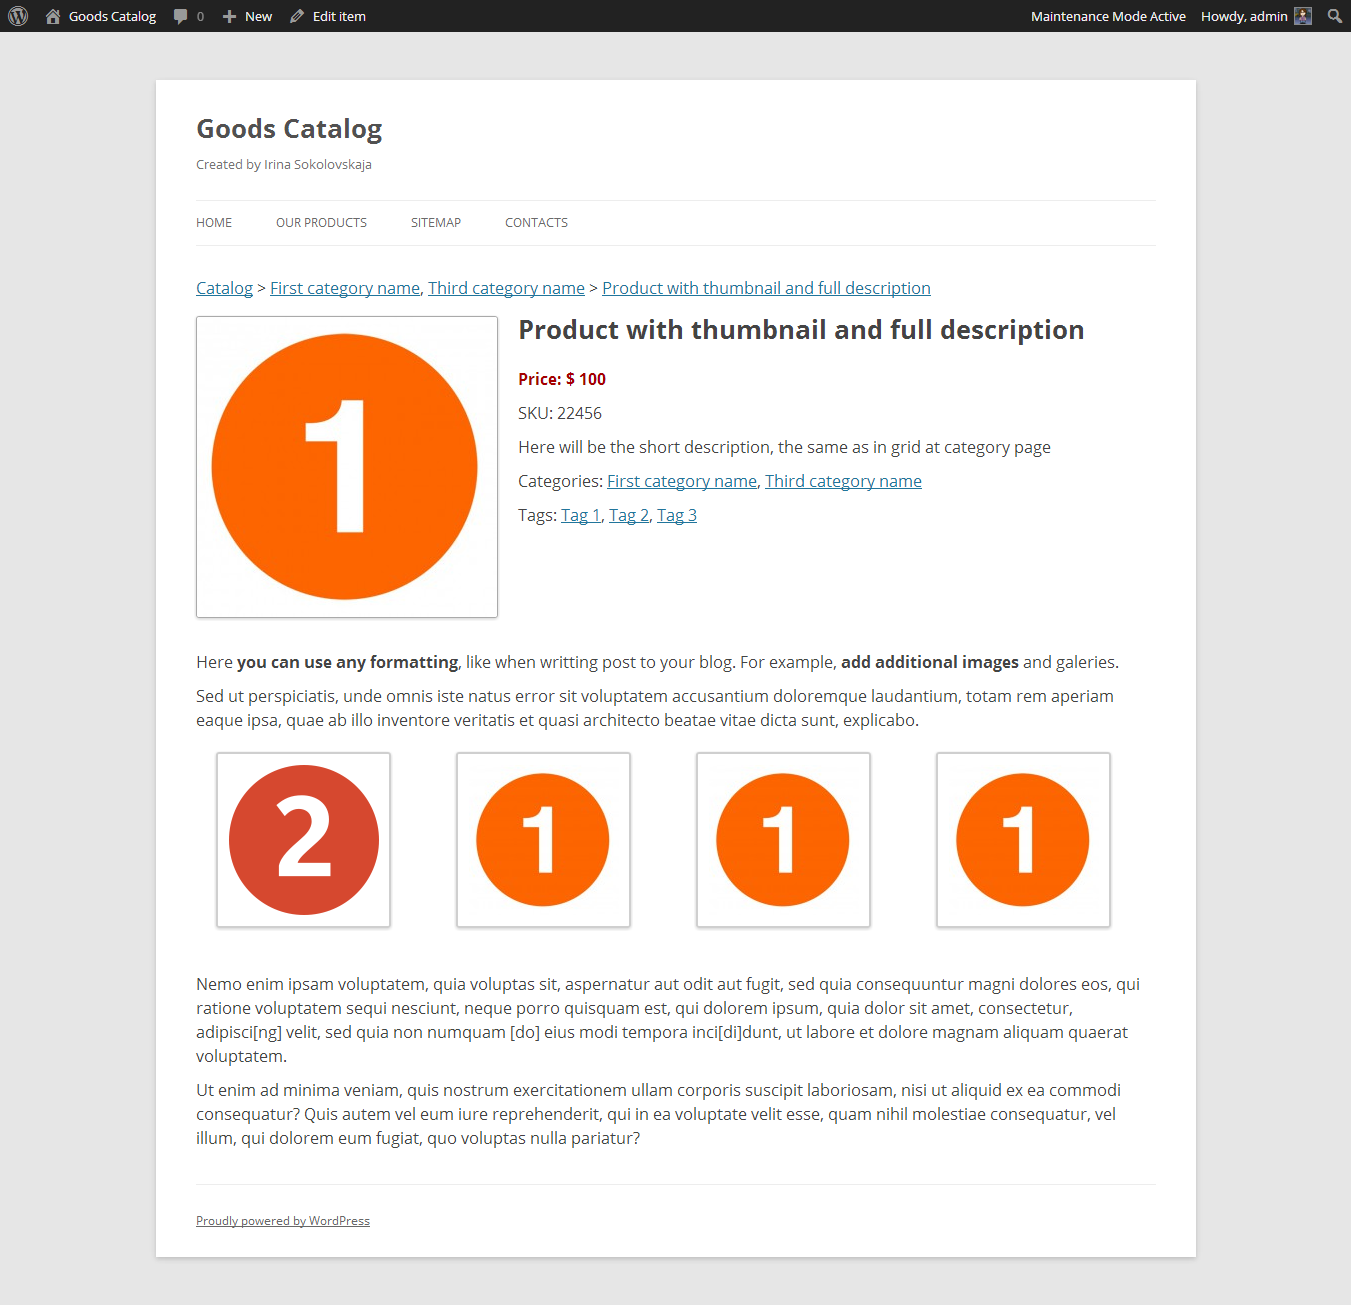 Goods Catalog 0 New Edit item Maintenance Mode Active Howdy, admin
Goods Catalog
Created by Irina Sokolovskaja
HOME OUR PRODUCTS SITEMAP CONTACTS
Catalog > First category name, Third category name > Product with thumbnail and full description
1
Product with thumbnail and full description
Price: $ 100
SKU: 22456
Here will be the short description, the same as in grid at category page
Categories: First category name, Third category name
Tags: Tag 1, Tag 2, Tag 3
Here you can use any formatting, like when writting post to your blog. For example, add additional images and galeries.
Sed ut perspiciatis, unde omnis iste natus error sit voluptatem accusantium doloremque laudantium, totam rem aperiam
eaque ipsa, quae ab illo inventore veritatis et quasi architecto beatae vitae dicta sunt, explicabo.
2 1 1 1
Nemo enim ipsam voluptatem, quia voluptas sit, aspernatur aut odit aut fugit, sed quia consequuntur magni dolores eos, qui
ratione voluptatem sequi nesciunt, neque porro quisquam est, qui dolorem ipsum, quia dolor sit amet, consectetur,
adipisci[ng] velit, sed quia non numquam [do] eius modi tempora inci[di]dunt, ut labore et dolore magnam aliquam quaerat
voluptatem.
Ut enim ad minima veniam, quis nostrum exercitationem ullam corporis suscipit laboriosam, nisi ut aliquid ex ea commodi
consequatur? Quis autem vel eum iure reprehenderit, qui in ea voluptate velit esse, quam nihil molestiae consequatur, vel
illum, qui dolorem eum fugiat, quo voluptas nulla pariatur?
Proudly powered by WordPress